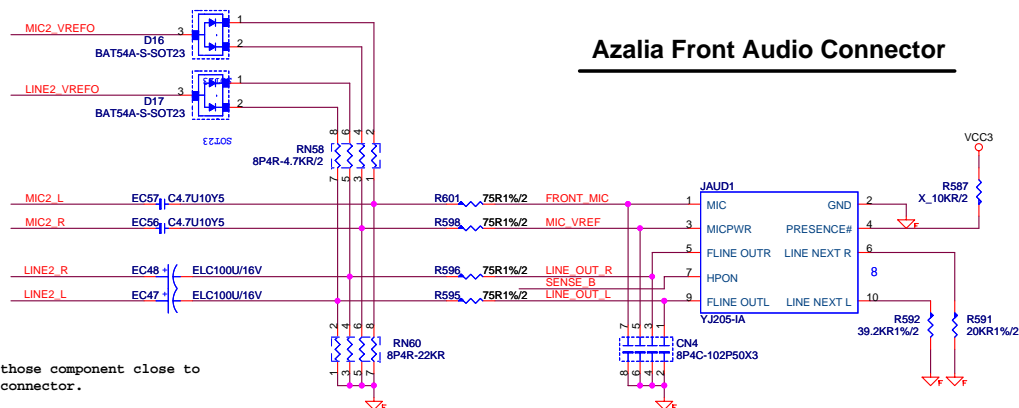 Azalia Front Audio Connector
MIC2_VREFO
3
1
2
D16
BAT54A-S-SOT23
LINE2_VREFO
3
1
2
D17
BAT54A-S-SOT23
SOT23
8 6 4 2
RN58
8P4R-4.7KR/2
7 5 3 1
VCC3
R587
X_10KR/2
MIC2_L
EC57
C4.7U10Y5
R601
75R1%/2
FRONT_MIC
MIC2_R
EC56
C4.7U10Y5
R598
75R1%/2
MIC_VREF
LINE2_R
EC48
+
ELC100U/16V
R596
75R1%/2
LINE_OUT_R
SENSE_B
LINE2_L
EC47
+
ELC100U/16V
R595
75R1%/2
LINE_OUT_L
JAUD1
1 MIC GND 2
3 MICPWR PRESENCE# 4
5 FLINE OUTR LINE NEXT R 6
7 HPON 8
9 FLINE OUTL LINE NEXT L 10
YJ205-IA
R592
39.2KR1%/2
R591
20KR1%/2
2 4 6 8
RN60
8P4R-22KR
1 3 5 7
7 5 3 1
CN4
8P4C-102P50X3
8 6 4 2
those component close to
connector.